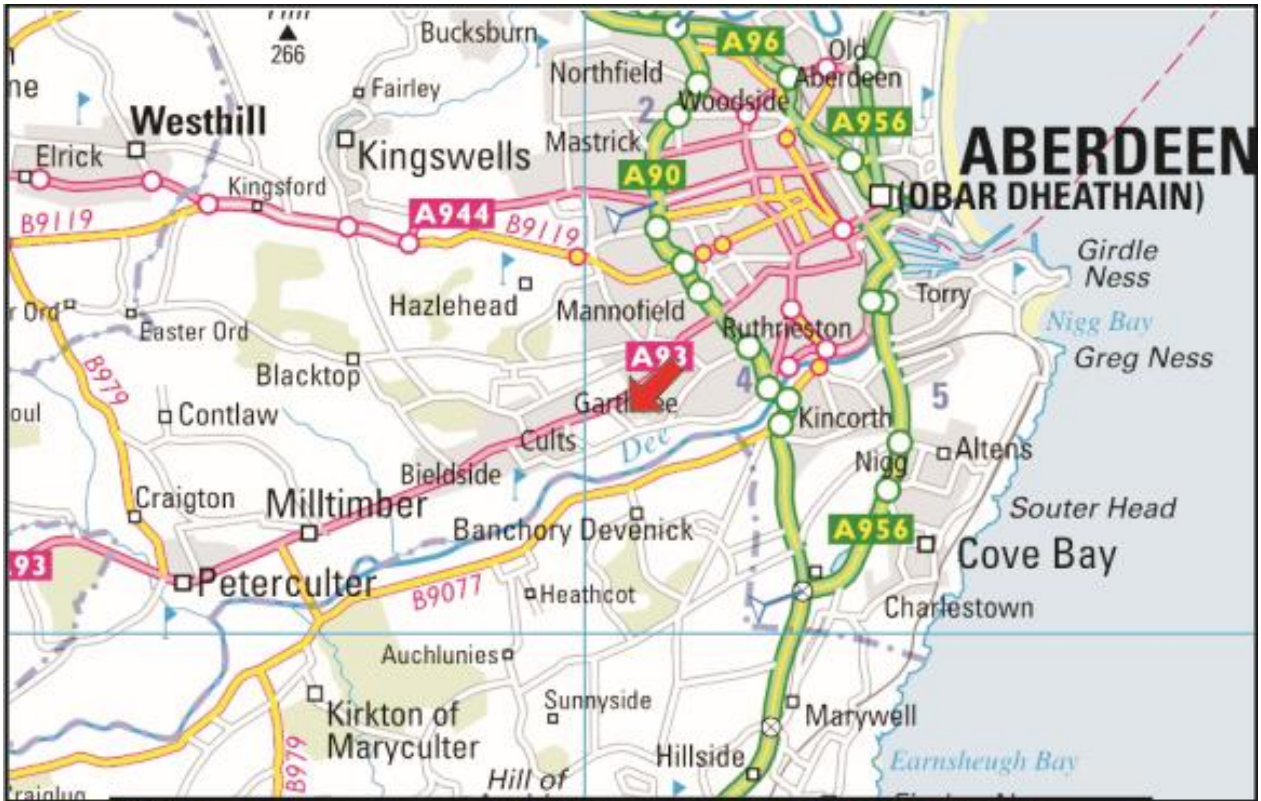 266
Bucksburn
A96
Old
Aberdeen
Northfield
Fairley
2
Woodside
Westhill
A956
Mastrick
ABERDEEN
(OBAR DHEATHAIN)
Elrick
Kingswells
A90
Kingsford
A944
B9119
B9119
Girdle
Ness
Hazlehead
Mannofield
Torry
Easter Ord
Ruthrieston
Nigg Bay
Greg Ness
A93
Blacktop
B979
4
5
Contlaw
Cults
Dee
Kincorth
Bieldside
Nigg
Altens
Craigton
Milltimber
Souter Head
Banchory Devenick
A956
Cove Bay
Peterculter
B9077
Heathcot
Charlestown
Auchlunies
Kirkton of
Maryculter
Sunnyside
Marywell
B979
Hillside
Earnsheugh Bay
Hill of